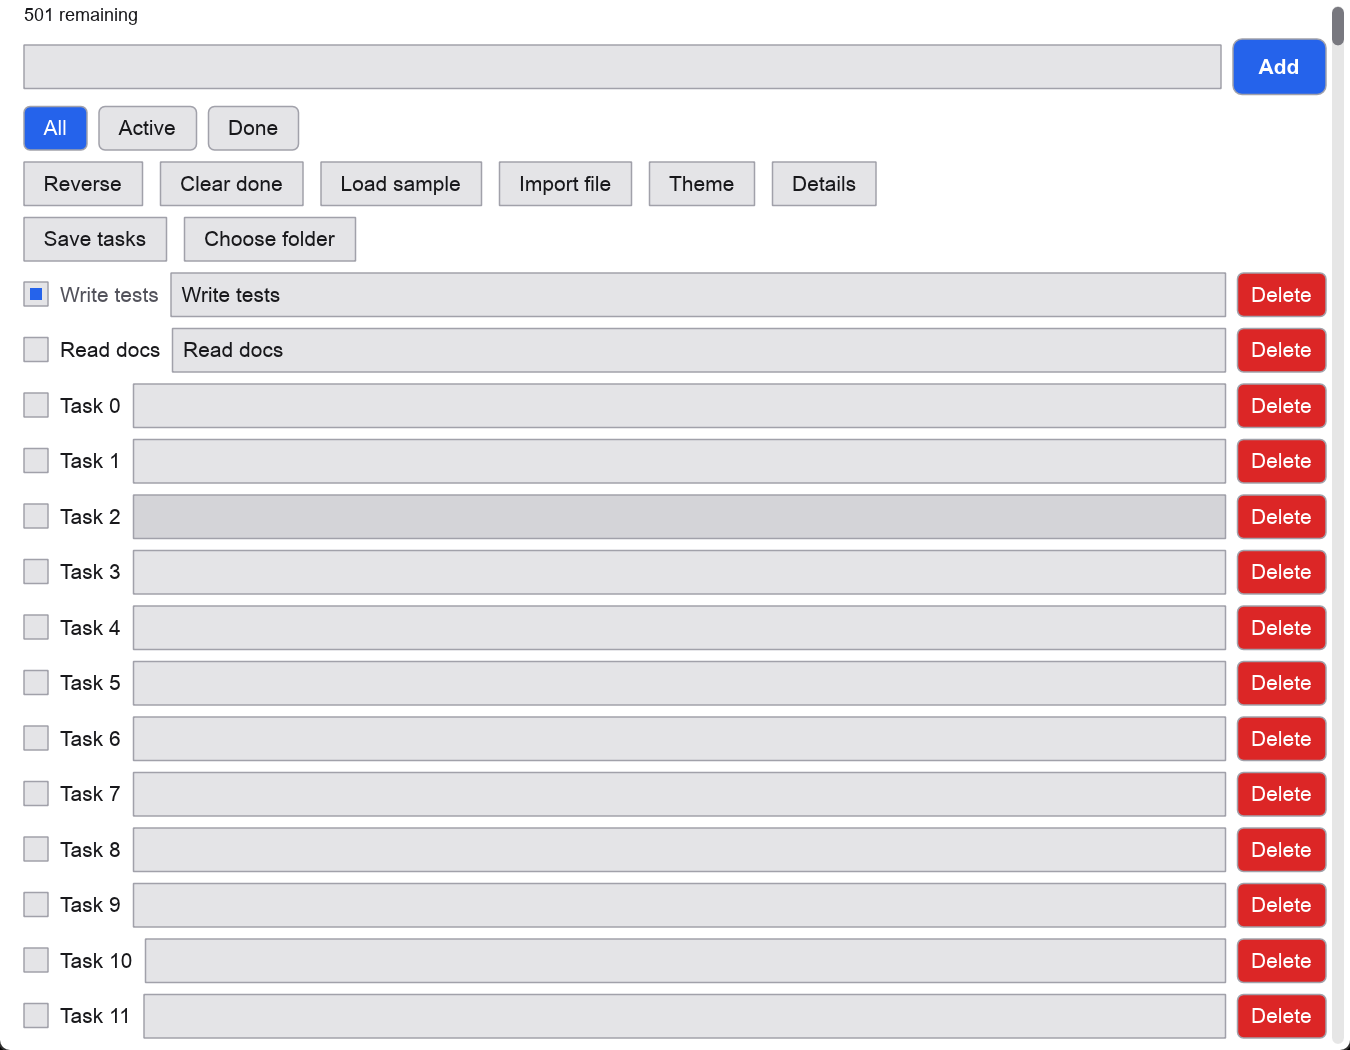 501 remaining
Add
All Active Done
Reverse Clear done Load sample Import file Theme Details
Save tasks Choose folder
Write tests Write tests Delete
Read docs Read docs Delete
Task 0 Delete
Task 1 Delete
Task 2 Delete
Task 3 Delete
Task 4 Delete
Task 5 Delete
Task 6 Delete
Task 7 Delete
Task 8 Delete
Task 9 Delete
Task 10 Delete
Task 11 Delete